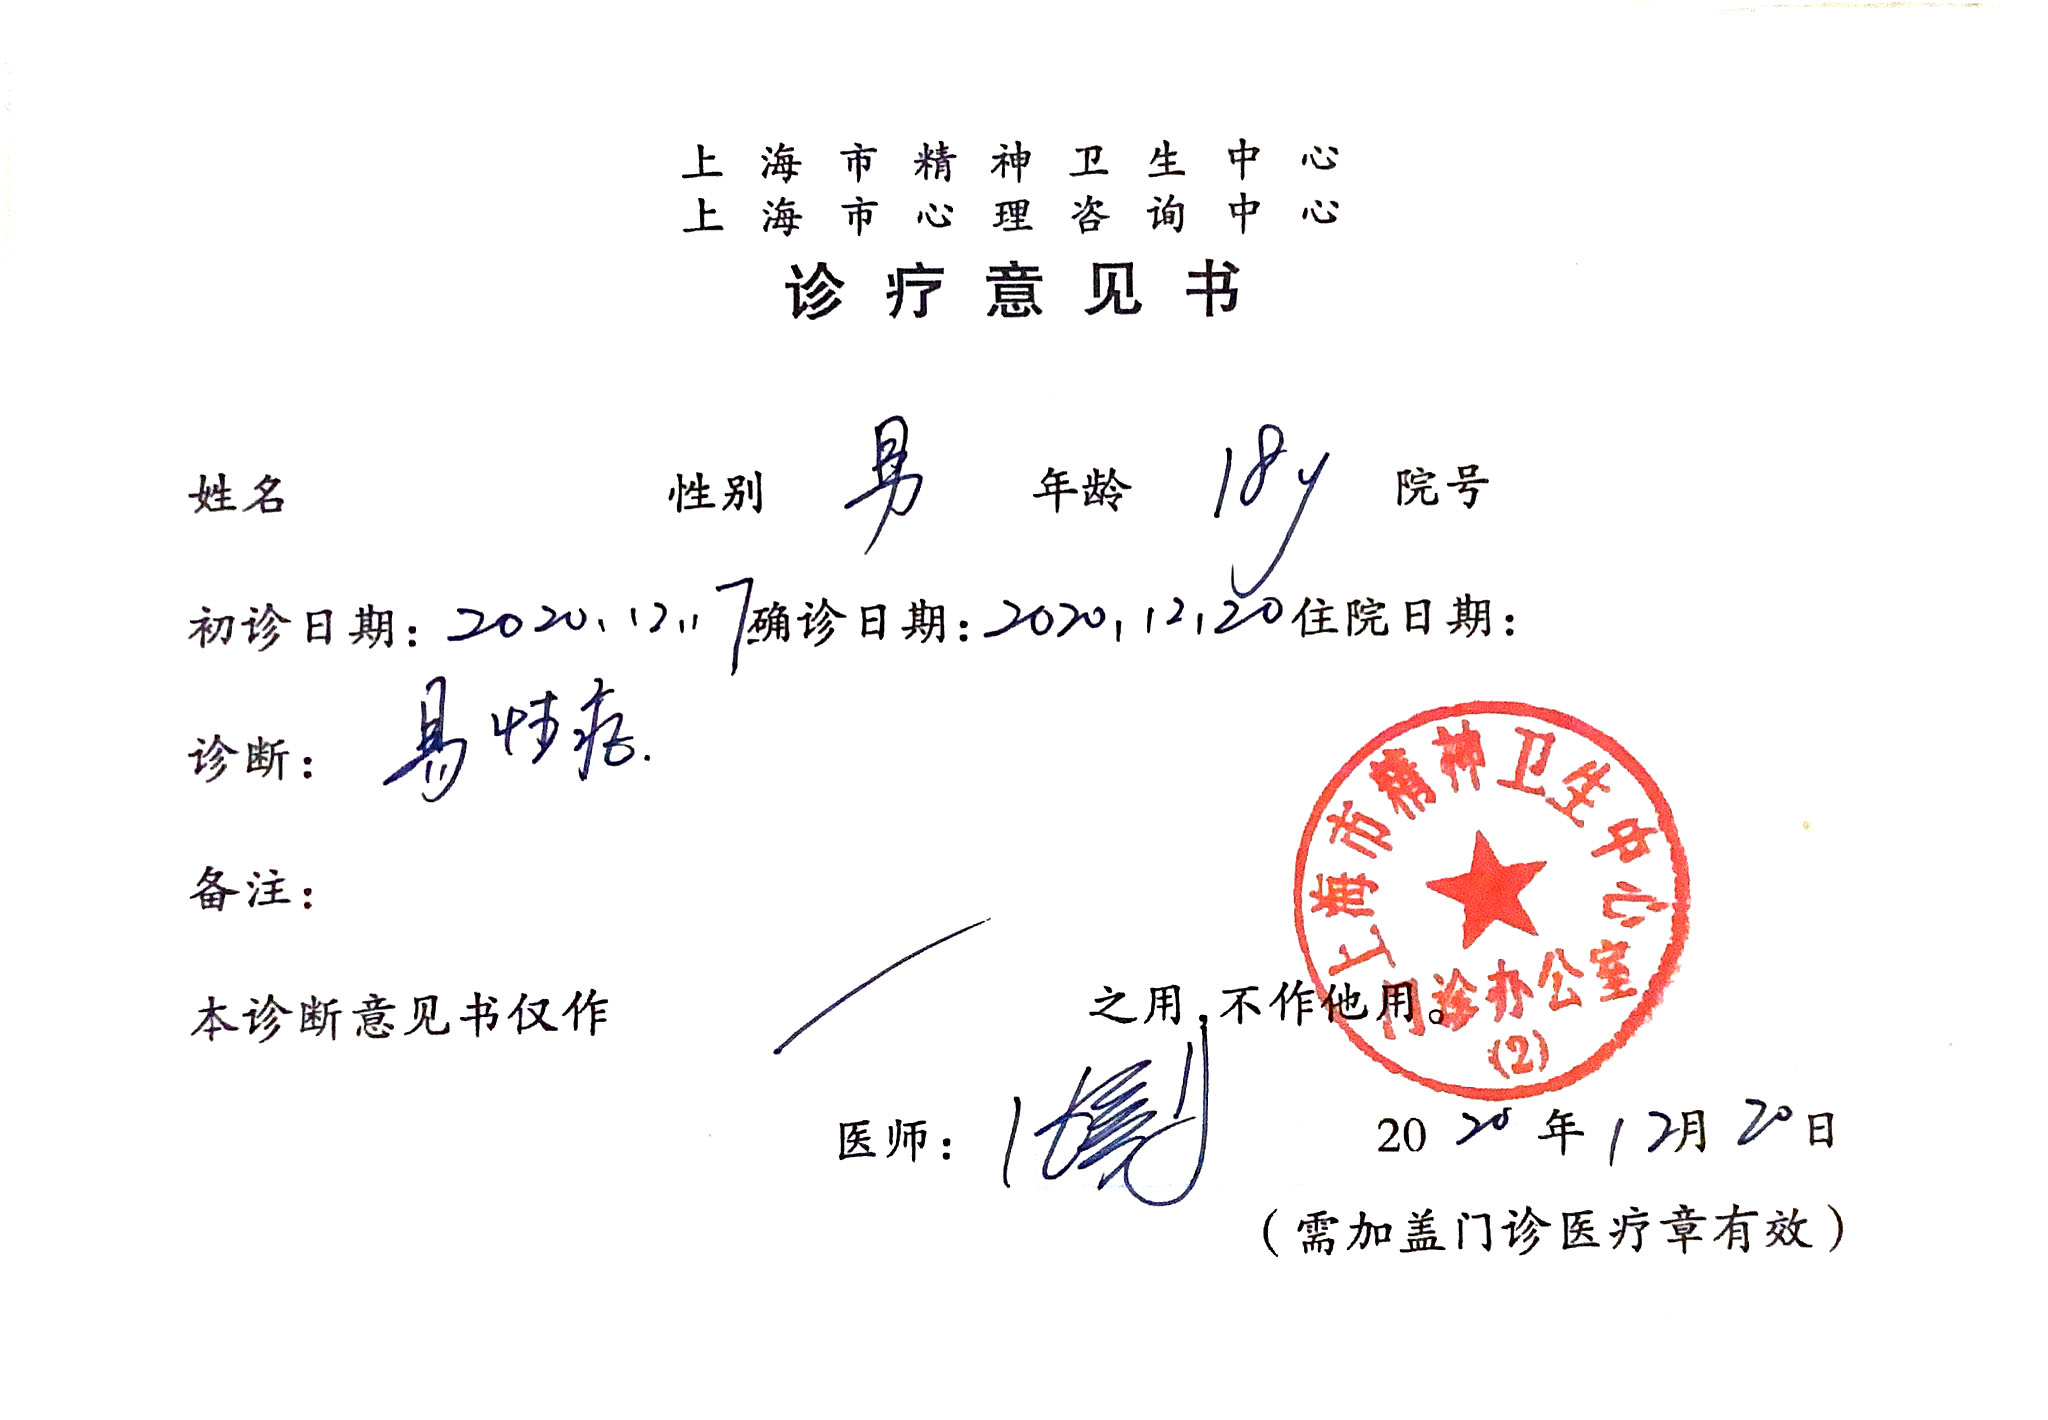 上海市精神卫生中心
上海市心理咨询中心
诊疗意见书
姓名 性别 男 年龄 18y 院号
初诊日期：2020.12.17 确诊日期：2020.12.20 住院日期：
诊断：易性症.
备注：
本诊断意见书仅作 之用，不作他用。
上海市精神卫生中心
门诊办公室
(2)
医师： 2020年12月20日
（需加盖门诊医疗章有效）